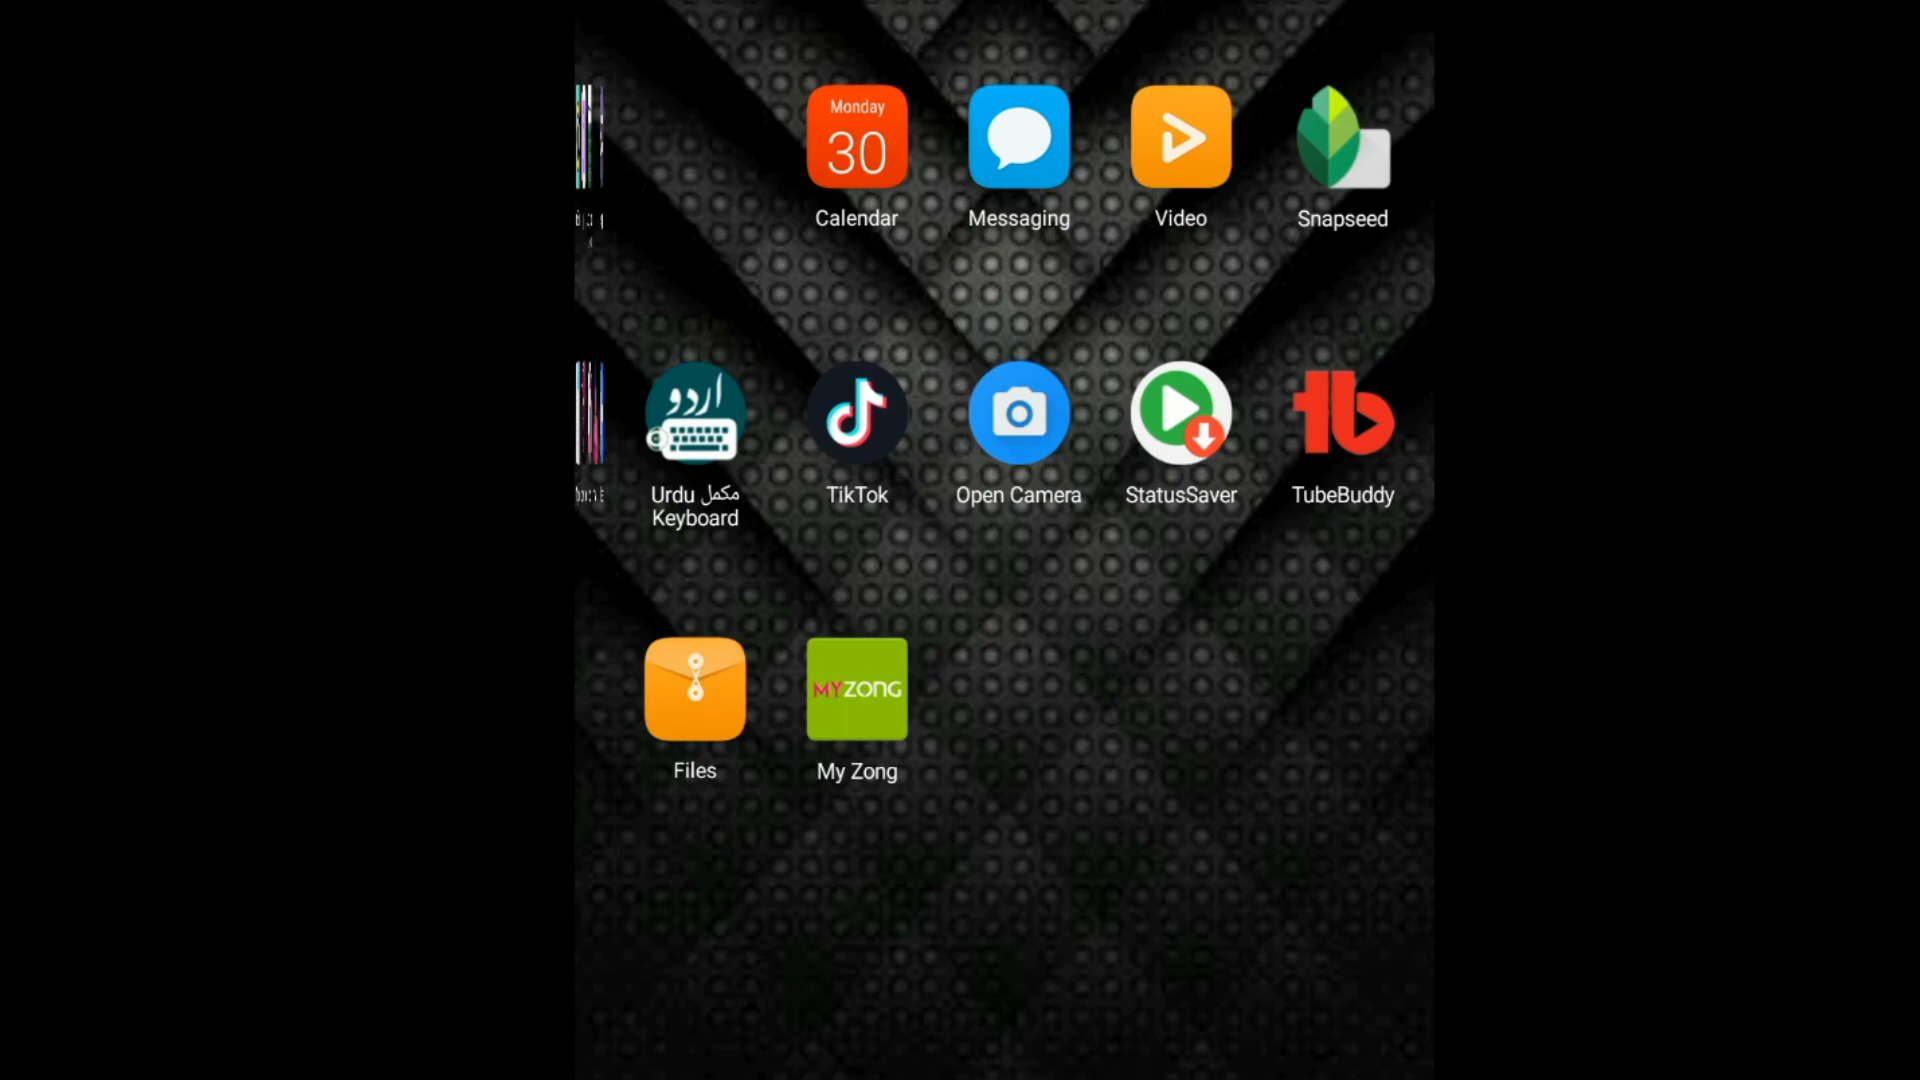 Monday
30
Calendar
Messaging
Video
Snapseed
اردو
Urdu مکمل
Keyboard
TikTok
Open Camera
StatusSaver
TubeBuddy
MYZONG
Files
My Zong